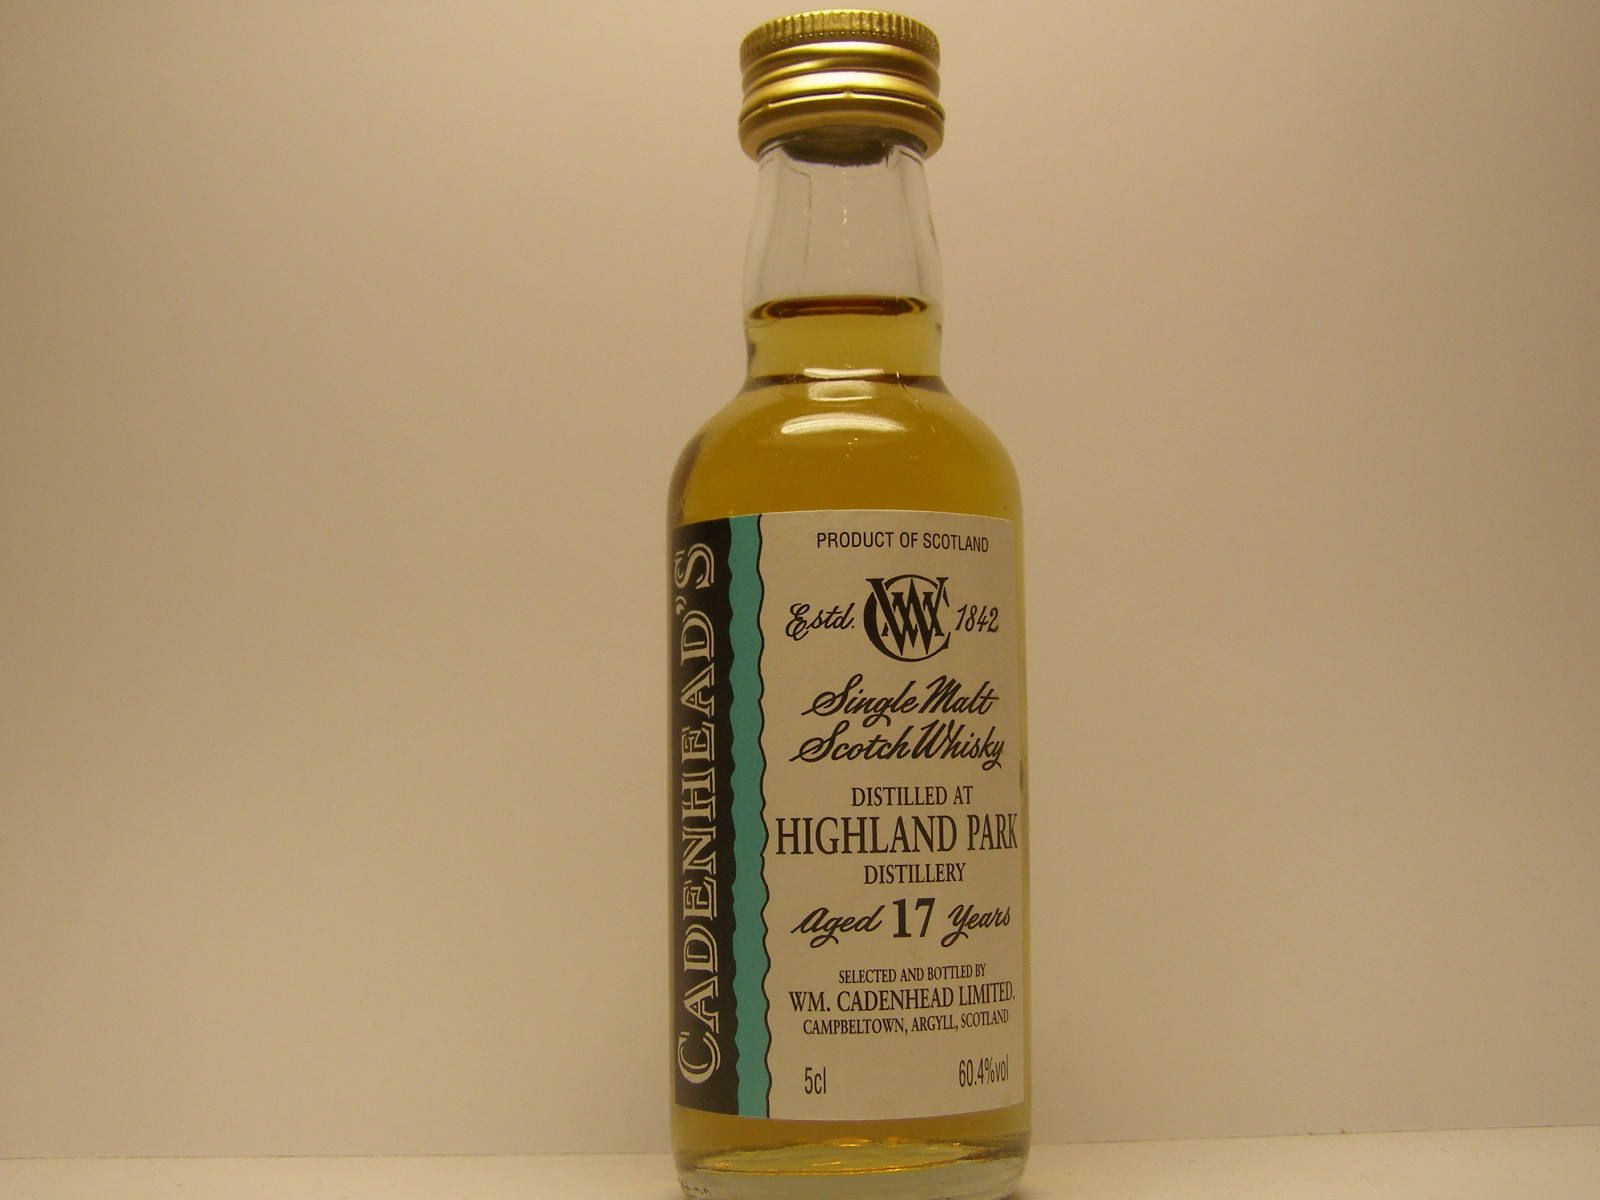 CADENHEAD'S
PRODUCT OF SCOTLAND
Estd. WC 1842
Single Malt
Scotch Whisky
DISTILLED AT
HIGHLAND PARK
DISTILLERY
Aged 17 Years
SELECTED AND BOTTLED BY
WM. CADENHEAD LIMITED.
CAMPBELTOWN, ARGYLL, SCOTLAND
5cl 60.4%vol